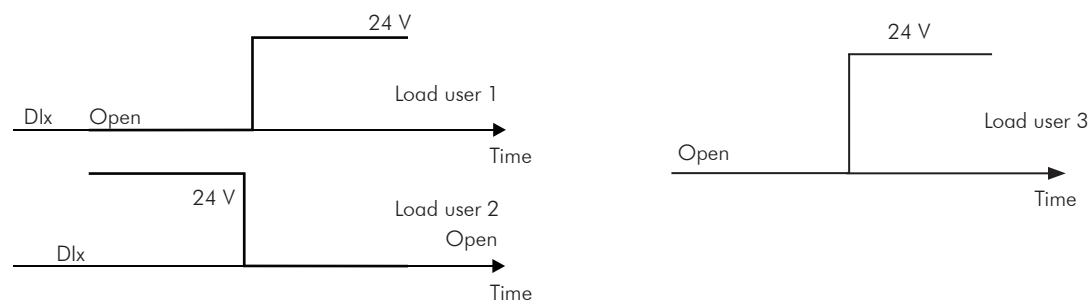 24 V
Load user 1
DIx Open
Time
24 V
Load user 2
Open
DIx
Time
24 V
Load user 3
Open
Time